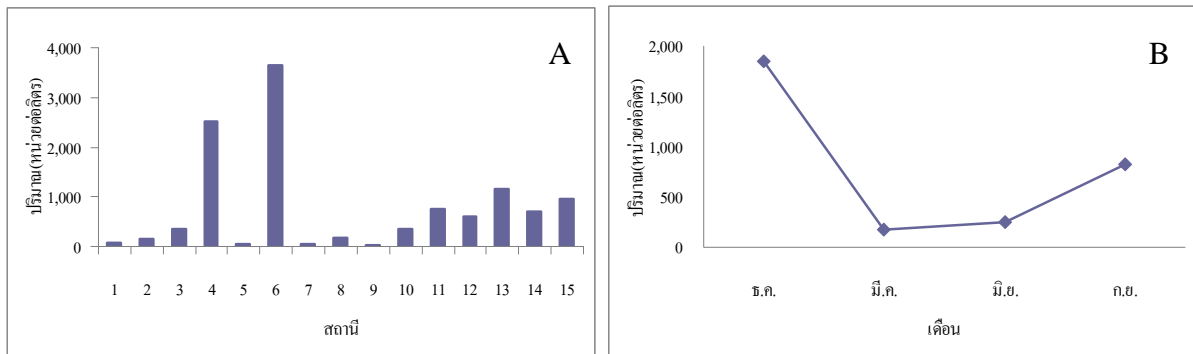 A
ปริมาณ(หน่วยต่อลิตร)
4,000
3,000
2,000
1,000
0
1 2 3 4 5 6 7 8 9 10 11 12 13 14 15
สถานี
B
ปริมาณ(หน่วยต่อลิตร)
2,000
1,500
1,000
500
0
ธ.ค. มี.ค. มิ.ย. ก.ย.
เดือน